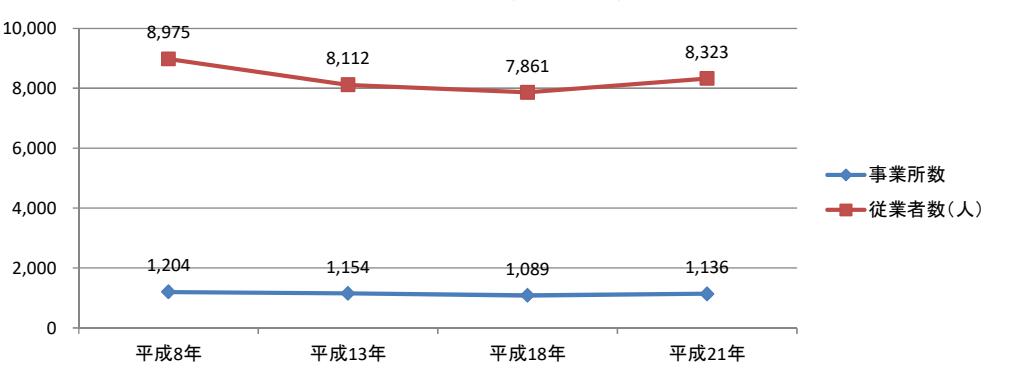 10,000
8,000
6,000
4,000
2,000
0
8,975
8,112
7,861
8,323
1,204
1,154
1,089
1,136
平成8年
平成13年
平成18年
平成21年
事業所数
従業者数(人)